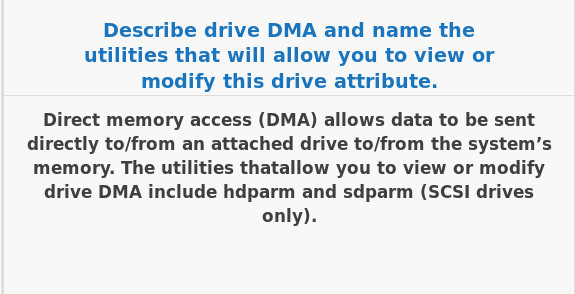 Describe drive DMA and name the
utilities that will allow you to view or
modify this drive attribute.
Direct memory access (DMA) allows data to be sent
directly to/from an attached drive to/from the system’s
memory. The utilities thatallow you to view or modify
drive DMA include hdparm and sdparm (SCSI drives
only).